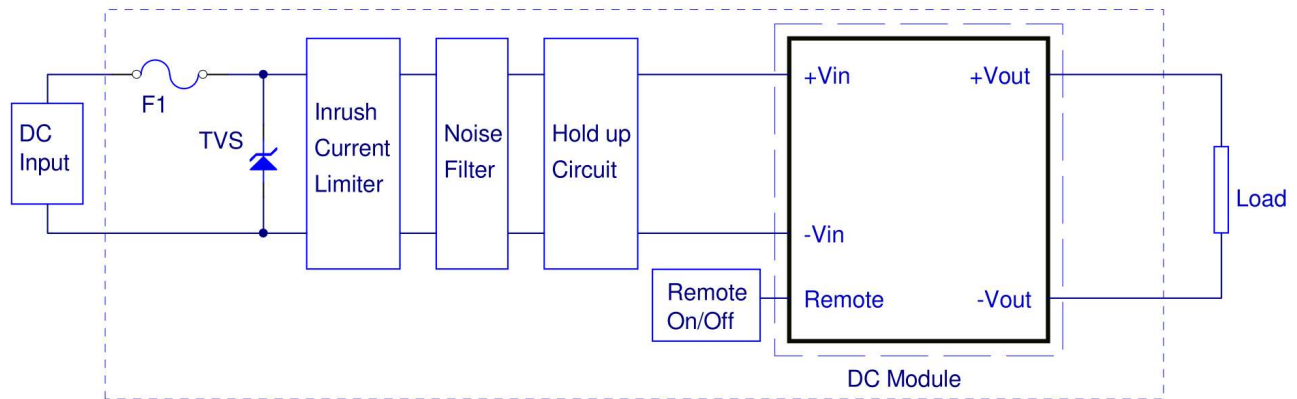 DC
Input
F1
TVS
Inrush
Current
Limiter
Noise
Filter
Hold up
Circuit
+Vin
-Vin
Remote
+Vout
-Vout
Remote
On/Off
DC Module
Load